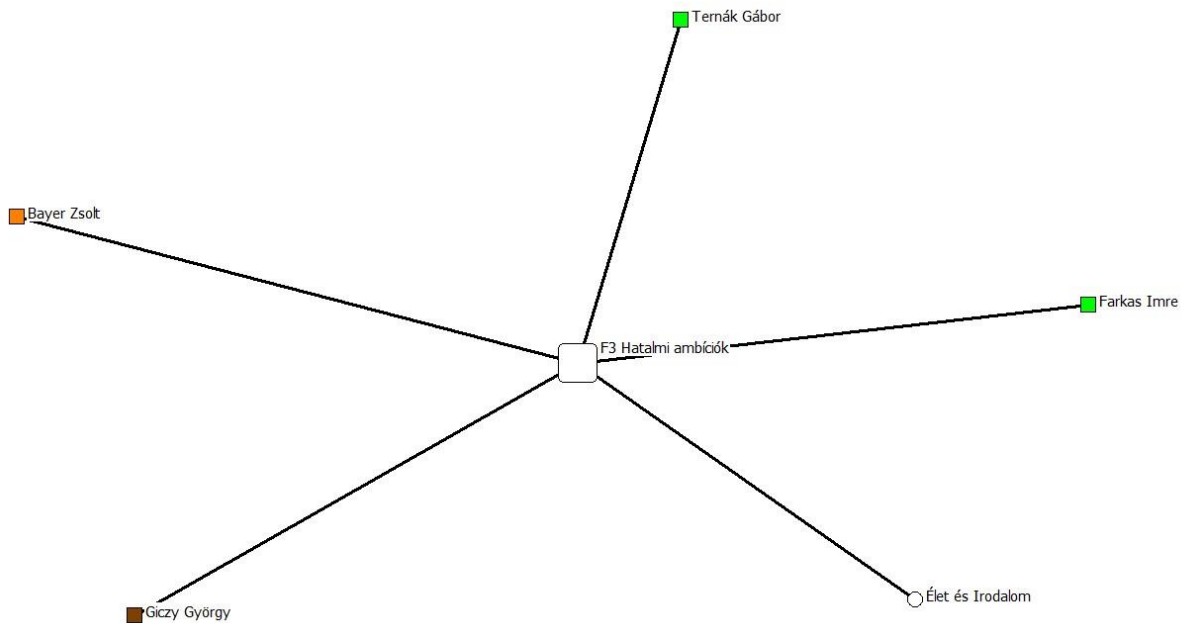 Ternák Gábor
Bayer Zsolt
Farkas Imre
F3 Hatalmi ambíciók
Élet és Irodalom
Giczy György